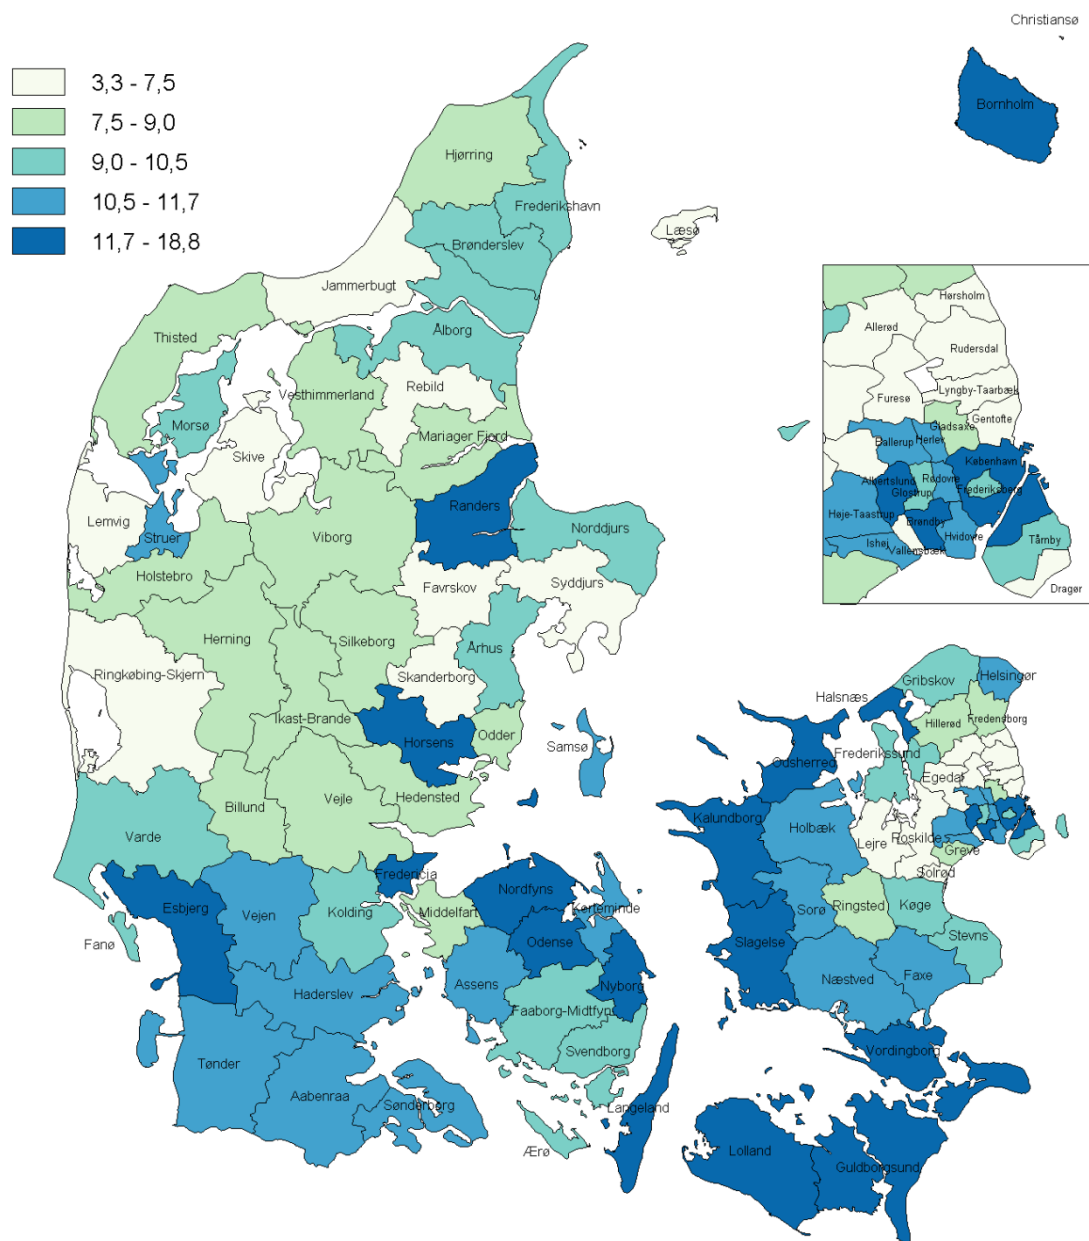 Christiansø
Bornholm
3,3 - 7,5
7,5 - 9,0
9,0 - 10,5
10,5 - 11,7
11,7 - 18,8
Hjørring
Frederikshavn
Brønderslev
Læsø
Jammerbugt
Thisted
Ålborg
Vesthimmerland
Rebild
Morsø
Mariager Fjord
Skive
Randers
Lemvig
Struer
Viborg
Norddjurs
Holstebro
Favrskov
Syddjurs
Herning
Silkeborg
Århus
Ringkøbing-Skjern
Skanderborg
Ikast-Brande
Horsens
Odder
Samsø
Billund
Vejle
Hedensted
Varde
Fredericia
Esbjerg
Vejen
Kolding
Middelfart
Nordfyns
Kerteminde
Fanø
Odense
Haderslev
Assens
Nyborg
Faaborg-Midtfyn
Tønder
Svendborg
Aabenraa
Sønderborg
Langeland
Ærø
Hørsholm
Allerød
Rudersdal
Lyngby-Taarbæk
Furesø
Gentofte
Gladsaxe
Ballerup
Herlev
København
Albertslund
Rødovre
Glostrup
Frederiksberg
Høje-Taastrup
Brøndby
Hvidovre
Ishøj
Vallensbæk
Tårnby
Dragør
Gribskov
Helsingør
Halsnæs
Hillerød
Fredensborg
Frederikssund
Odsherred
Egedal
Kalundborg
Holbæk
Roskilde
Lejre
Greve
Solrød
Sorø
Ringsted
Køge
Slagelse
Stevns
Næstved
Faxe
Vordingborg
Lolland
Guldborgsund